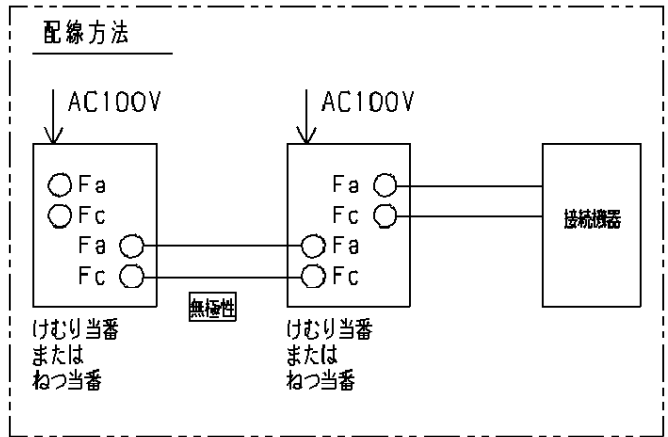 配線方法
AC100V
AC100V
Fa
Fc
Fa
Fc
Fa
Fc
Fa
Fc
接続機器
無極性
けむり当番
または
ねつ当番
けむり当番
または
ねつ当番